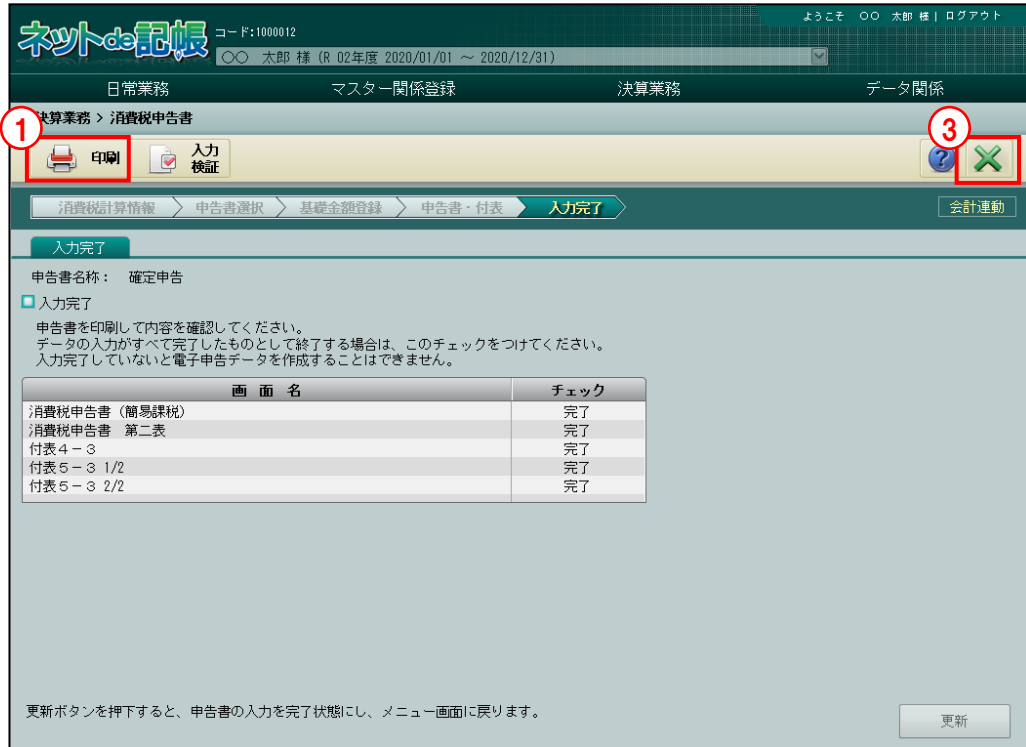 ようこそ 〇〇 太郎 様 | ログアウト
ネットde記帳
コード:1000012
〇〇 太郎 様 (R 02年度 2020/01/01 ～ 2020/12/31)
日常業務 マスター関係登録 決算業務 データ関係
決算業務 > 消費税申告書
① ③
印刷 入力検証 ?
消費税計算情報 申告書選択 基礎金額登録 申告書・付表 入力完了 会計連動
入力完了
申告書名称： 確定申告
入力完了
申告書を印刷して内容を確認してください。
データの入力がすべて完了したものとして終了する場合は、このチェックをつけてください。
入力完了していないと電子申告データを作成することはできません。
画 面 名 チェック
消費税申告書（簡易課税） 完了
消費税申告書 第二表 完了
付表４－３ 完了
付表５－３ 1/2 完了
付表５－３ 2/2 完了
更新ボタンを押下すると、申告書の入力を完了状態にし、メニュー画面に戻ります。
更新